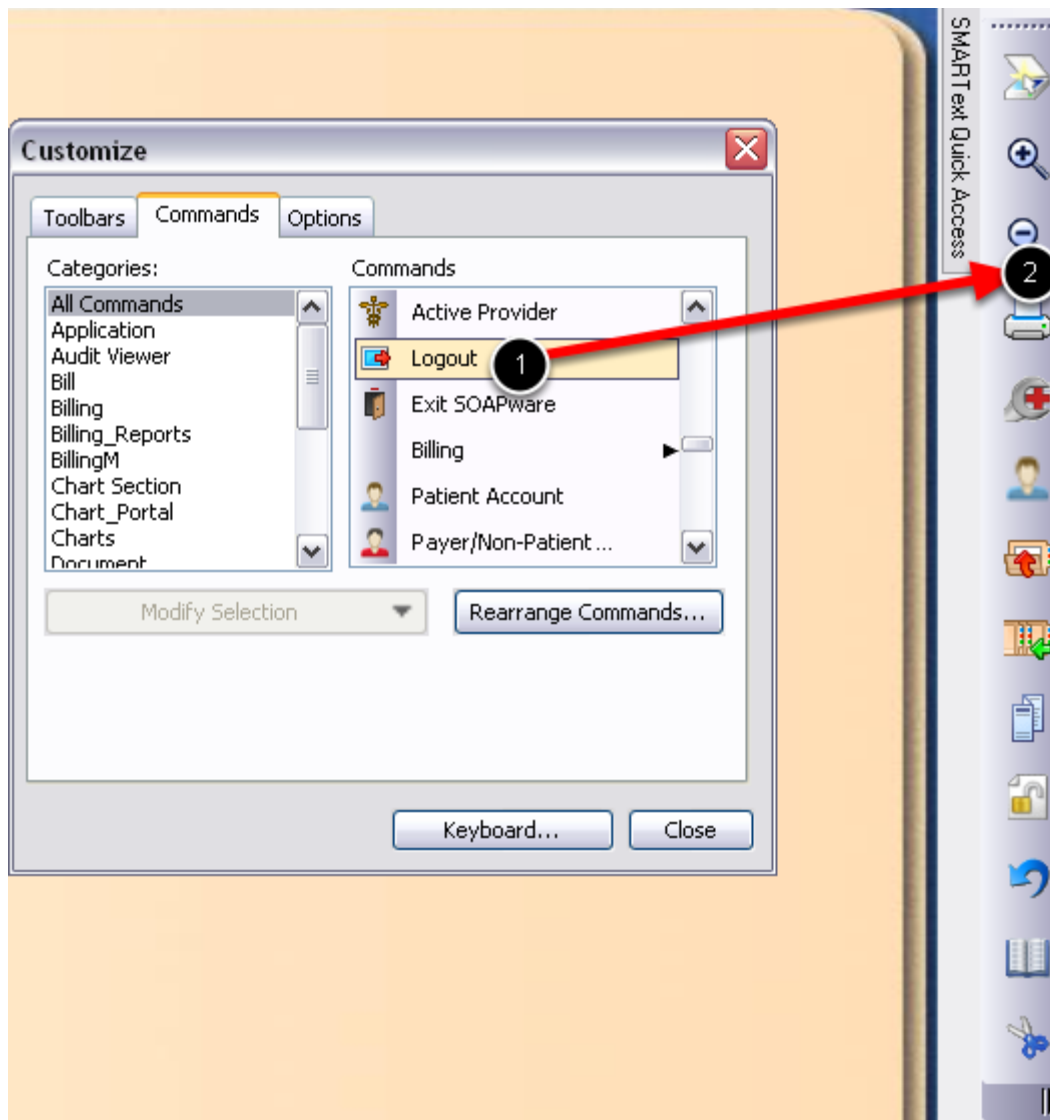 SMARText Quick Access
Customize
Toolbars
Commands
Options
Categories:
Commands
All Commands
Application
Audit Viewer
Bill
Billing
Billing_Reports
BillingM
Chart Section
Chart_Portal
Charts
Document
Active Provider
Logout
1
Exit SOAPware
Billing
Patient Account
Payer/Non-Patient ...
2
Modify Selection
Rearrange Commands...
Keyboard...
Close